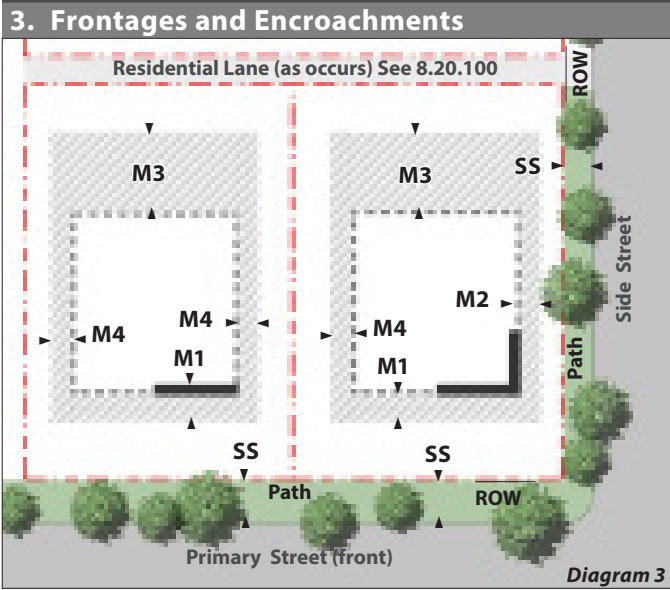 3. Frontages and Encroachments
Residential Lane (as occurs) See 8.20.100
ROW
M3
M3
SS
Side Street
M2
M4
M4
M4
M1
M1
Path
SS
SS
Path
ROW
Primary Street (front)
Diagram 3